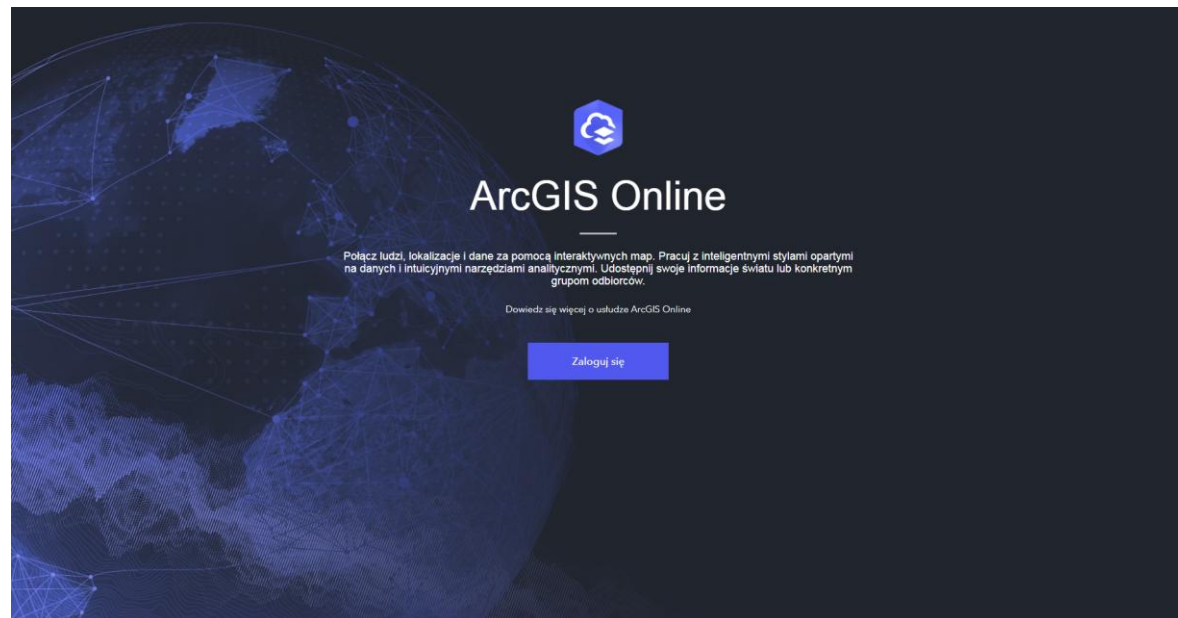 ArcGIS Online
Połącz ludzi, lokalizacje i dane za pomocą interaktywnych map. Pracuj z inteligentnymi stylami opartymi
na danych i intuicyjnymi narzędziami analitycznymi. Udostępnij swoje informacje światu lub konkretnym
grupom odbiorców.
Dowiedz się więcej o usłudze ArcGIS Online
Zaloguj się